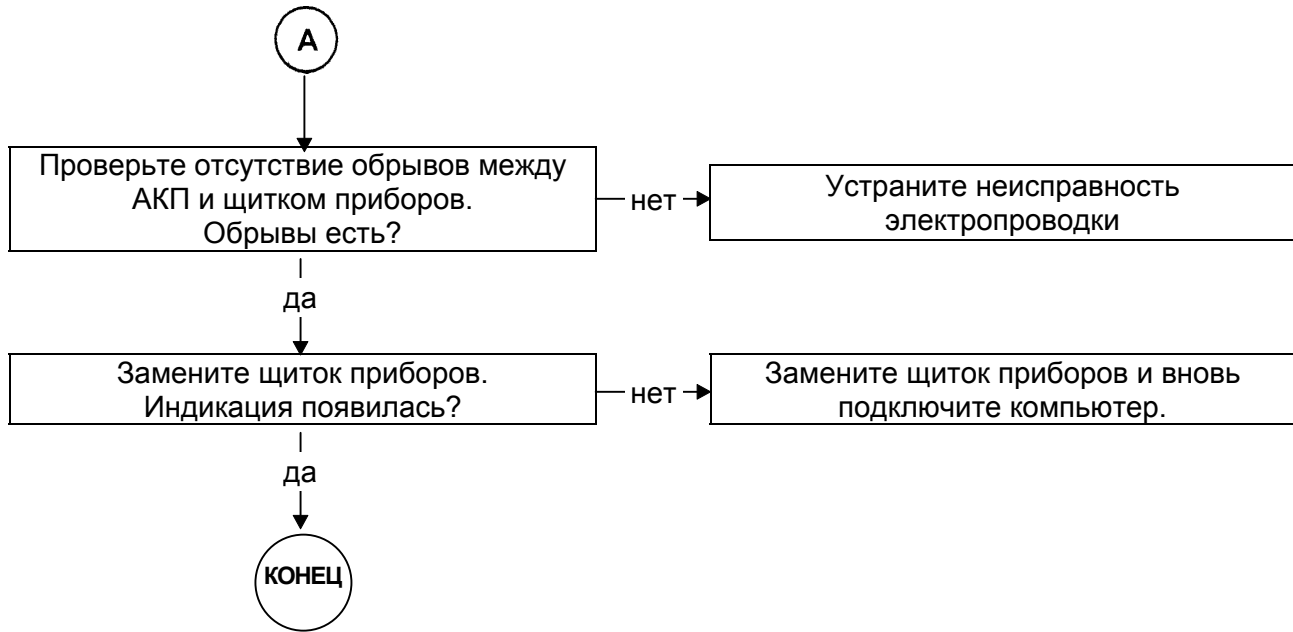 А
Проверьте отсутствие обрывов между
АКП и щитком приборов.
Обрывы есть?
нет
Устраните неисправность
электропроводки
да
Замените щиток приборов.
Индикация появилась?
нет
Замените щиток приборов и вновь
подключите компьютер.
да
КОНЕЦ